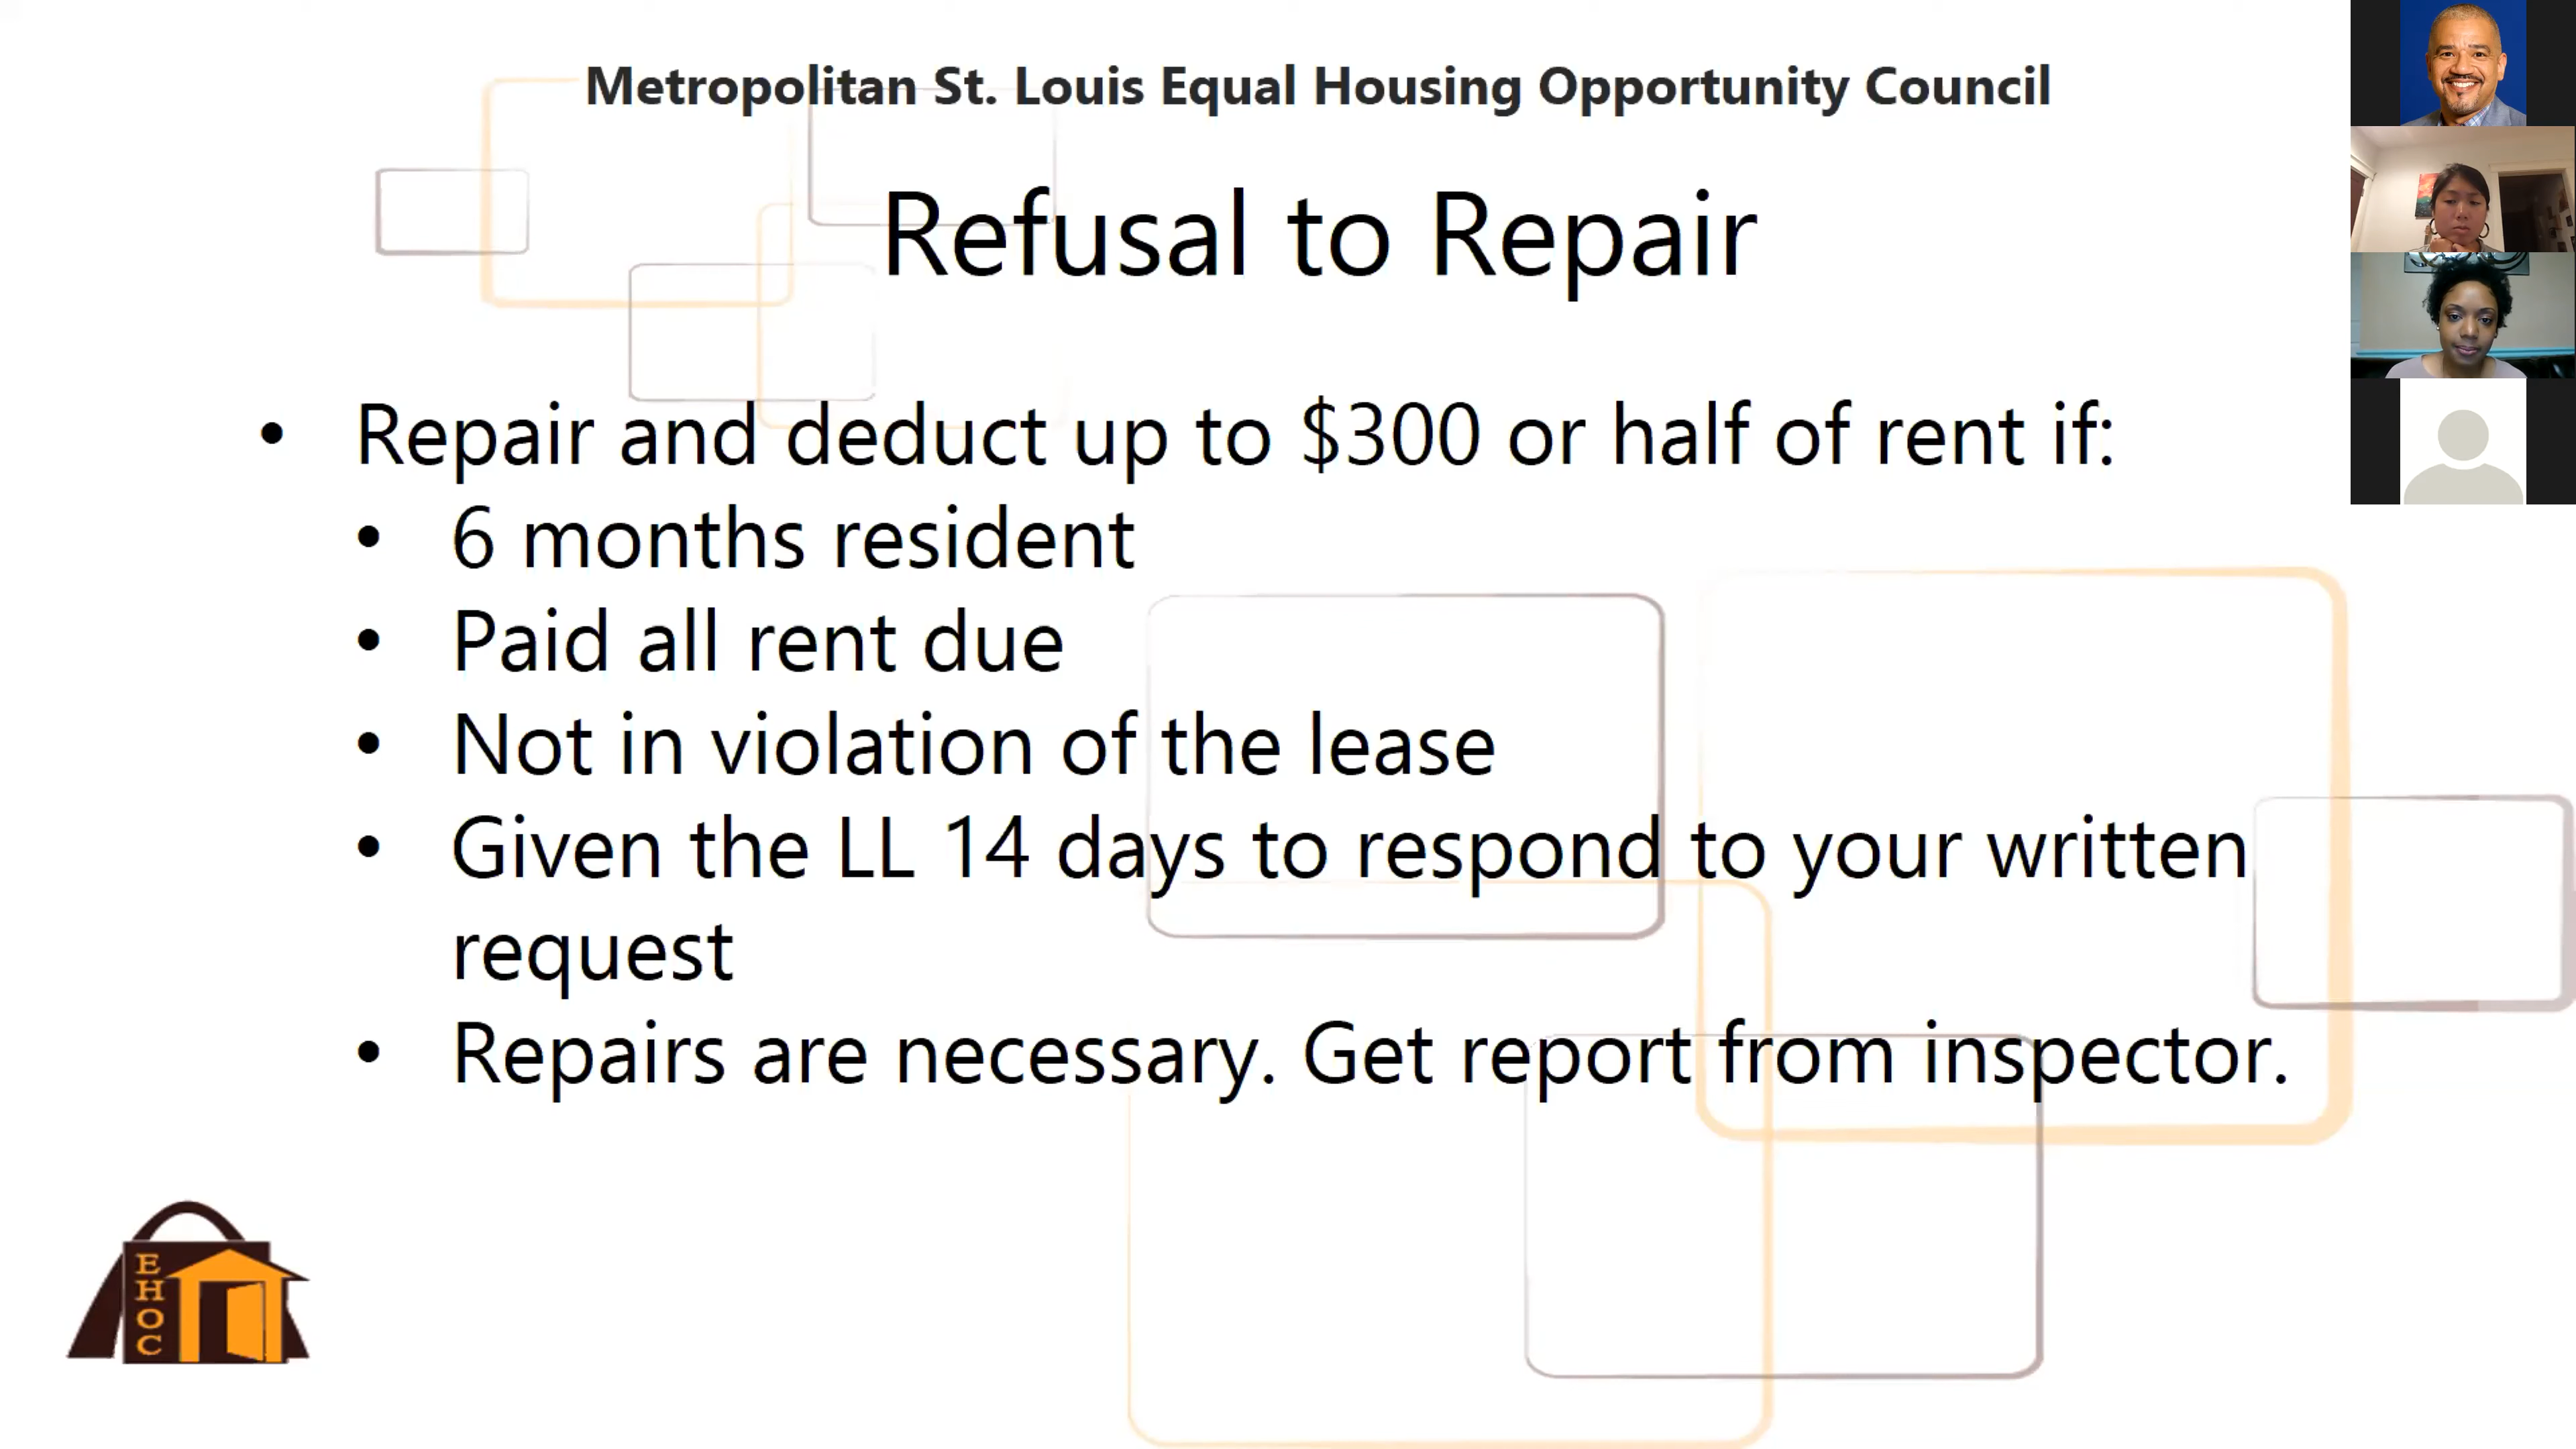 Metropolitan St. Louis Equal Housing Opportunity Council
Refusal to Repair
• Repair and deduct up to $300 or half of rent if:
• 6 months resident
• Paid all rent due
• Not in violation of the lease
• Given the LL 14 days to respond to your written
request
• Repairs are necessary. Get report from inspector.
EHOC